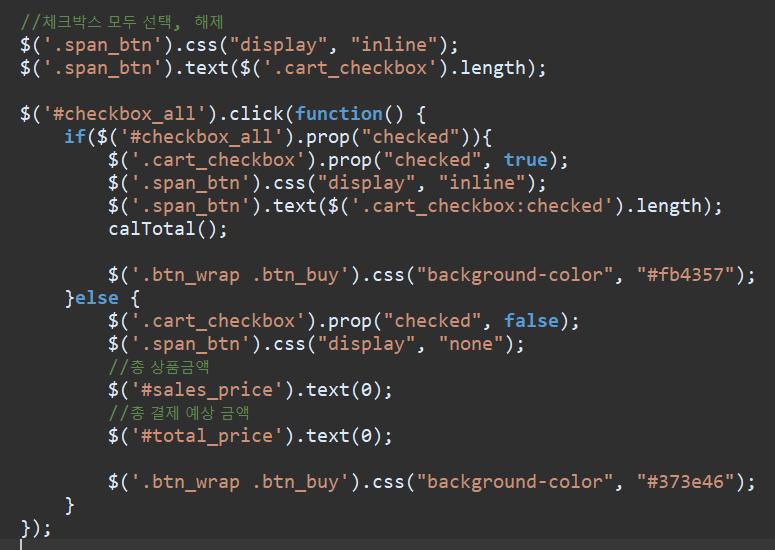 //체크박스 모두 선택, 해제
$('.span_btn').css("display", "inline");
$('.span_btn').text($('.cart_checkbox').length);
$('#checkbox_all').click(function() {
if($('#checkbox_all').prop("checked")){
$('.cart_checkbox').prop("checked", true);
$('.span_btn').css("display", "inline");
$('.span_btn').text($('.cart_checkbox:checked').length);
calTotal();
$('.btn_wrap .btn_buy').css("background-color", "#fb4357");
}else {
$('.cart_checkbox').prop("checked", false);
$('.span_btn').css("display", "none");
//총 상품금액
$('#sales_price').text(0);
//총 결제 예상 금액
$('#total_price').text(0);
$('.btn_wrap .btn_buy').css("background-color", "#373e46");
}
});